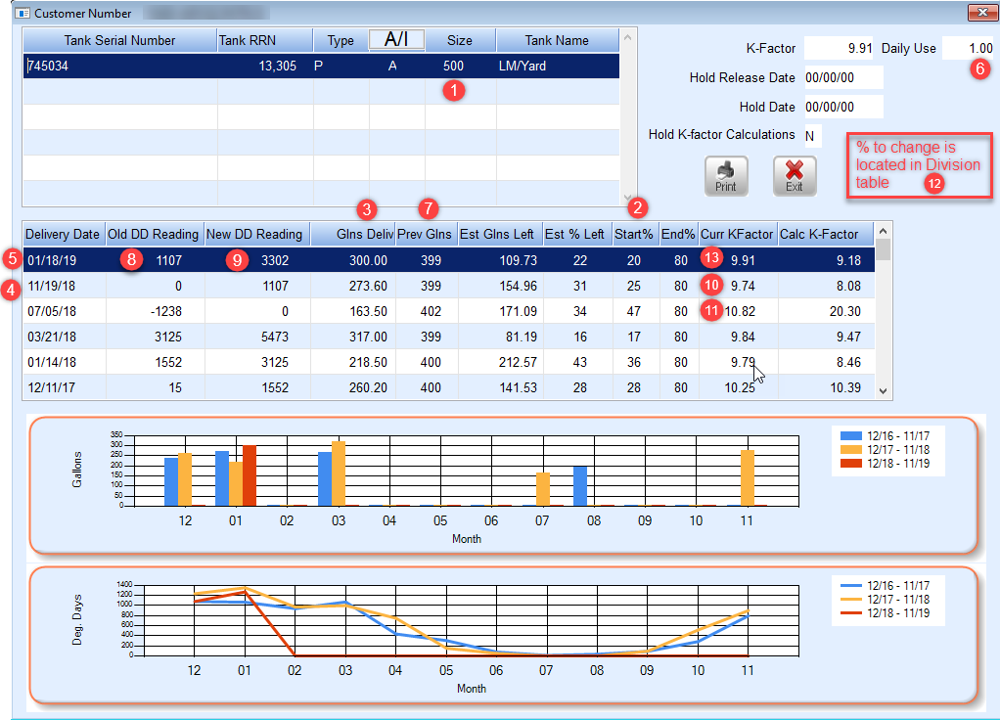 Customer Number
Tank Serial Number Tank RRN Type A/I Size Tank Name
745034 13,305 P A 500 LM/Yard
1
K-Factor 9.91 Daily Use 1.00
6
Hold Release Date 00/00/00
Hold Date 00/00/00
Hold K-factor Calculations N
Print Exit
% to change is
located in Division
table 12
3 7 2
Delivery Date Old DD Reading New DD Reading Glns Deliv Prev Glns Est Glns Left Est % Left Start% End% Curr KFactor Calc K-Factor
5 01/18/19 8 1107 9 3302 300.00 399 109.73 22 20 80 13 9.91 9.18
4 11/19/18 0 1107 273.60 399 154.96 31 25 80 10 9.74 8.08
07/05/18 -1238 0 163.50 402 171.09 34 47 80 11 10.82 20.30
03/21/18 3125 5473 317.00 399 81.19 16 17 80 9.84 9.47
01/14/18 1552 3125 218.50 400 212.57 43 36 80 9.79 8.46
12/11/17 15 1552 260.20 400 141.53 28 28 80 10.25 10.39
Gallons
350
300
250
200
150
100
50
0
12 01 02 03 04 05 06 07 08 09 10 11
Month
12/16 - 11/17
12/17 - 11/18
12/18 - 11/19
Deg. Days
1400
1200
1000
800
600
400
200
0
12 01 02 03 04 05 06 07 08 09 10 11
Month
12/16 - 11/17
12/17 - 11/18
12/18 - 11/19